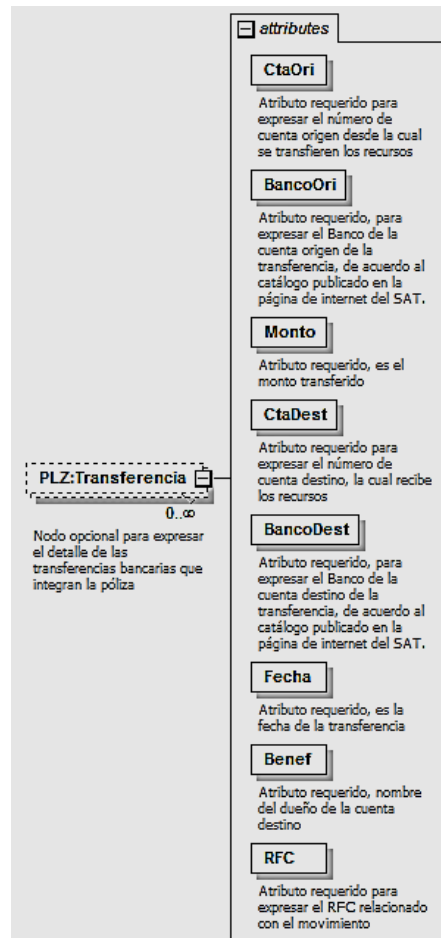 attributes
CtaOri
Atributo requerido para
expresar el número de
cuenta origen desde la cual
se transfieren los recursos
BancoOri
Atributo requerido, para
expresar el Banco de la
cuenta origen de la
transferencia, de acuerdo al
catálogo publicado en la
página de internet del SAT.
Monto
Atributo requerido, es el
monto transferido
CtaDest
Atributo requerido para
expresar el número de
cuenta destino, la cual recibe
los recursos
PLZ:Transferencia
0..∞
Nodo opcional para expresar
el detalle de las
transferencias bancarias que
integran la póliza
BancoDest
Atributo requerido, para
expresar el Banco de la
cuenta destino de la
transferencia, de acuerdo al
catálogo publicado en la
página de internet del SAT.
Fecha
Atributo requerido, es la
fecha de la transferencia
Benef
Atributo requerido, nombre
del dueño de la cuenta
destino
RFC
Atributo requerido para
expresar el RFC relacionado
con el movimiento